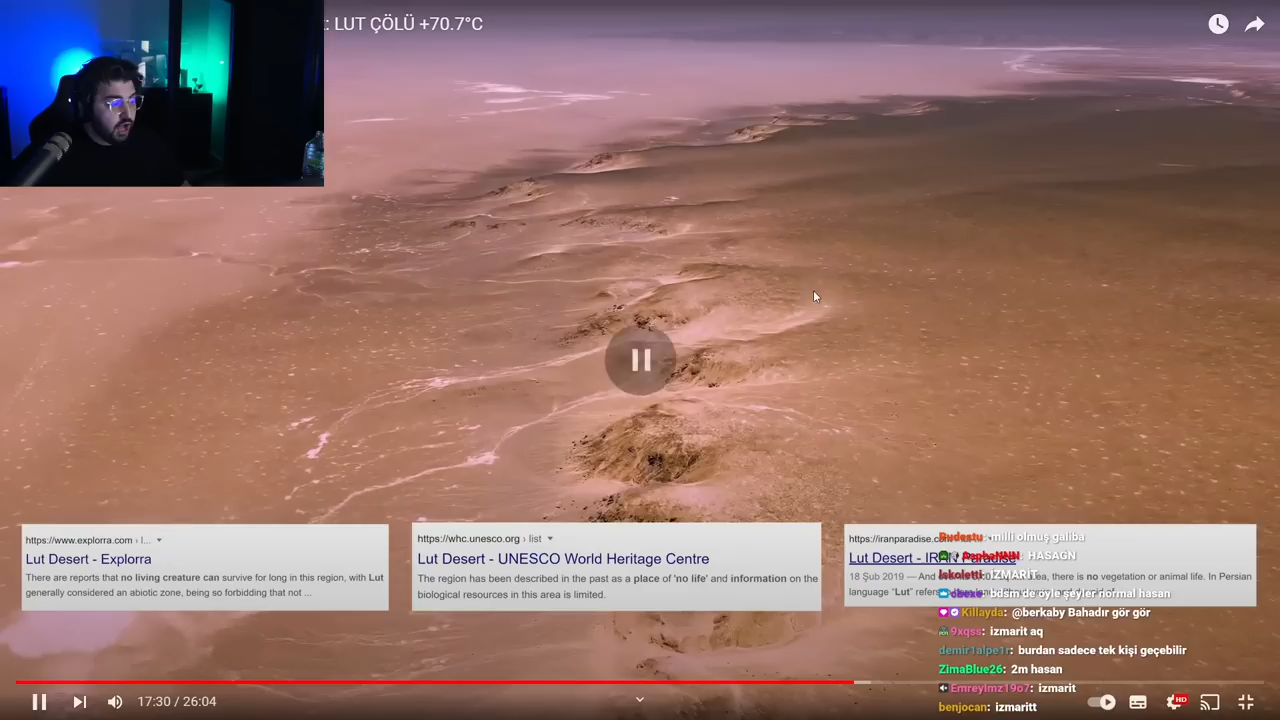 : LUT ÇÖLÜ +70.7°C
https://www.explorra.com › l...
Lut Desert - Explorra
There are reports that no living creature can survive for long in this region, with Lut
generally considered an abiotic zone, being so forbidding that not ...
https://whc.unesco.org › list
Lut Desert - UNESCO World Heritage Centre
The region has been described in the past as a place of 'no life' and information on the
biological resources in this area is limited.
https://iranparadise.
Lut Desert - IRAN Paradise
18 Şub 2019 — And ea, there is no vegetation or animal life. In Persian
language "Lut" refers
Rudestu: milli olmuş galiba
: HASAGN
Iskoletti: İZMARİT
obexe: bdsm de öyle şeyler normal hasan
Killayda: @berkaby Bahadır gör gör
9xqss: izmarit aq
demir1alpe1r: burdan sadece tek kişi geçebilir
ZimaBlue26: 2m hasan
Emreylmz19o7: izmarit
benjocan: izmaritt
17:30 / 26:04
HD